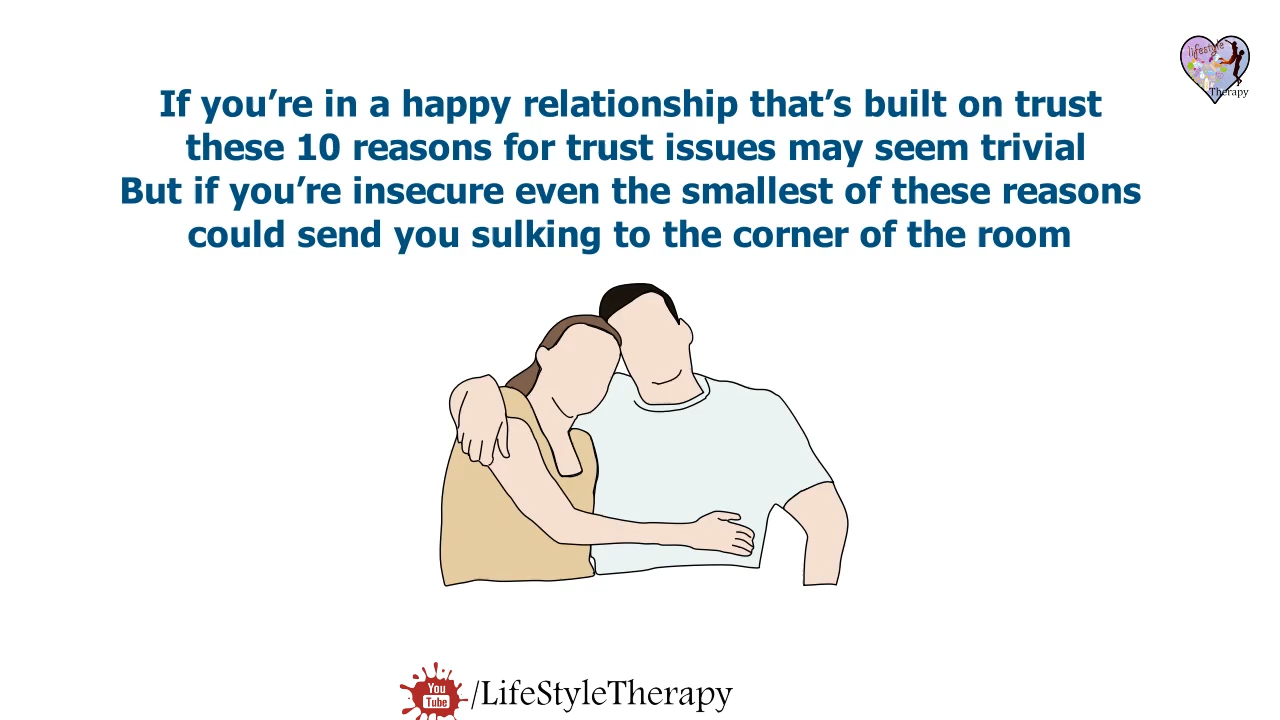 lifestyle
Therapy
If you’re in a happy relationship that’s built on trust
these 10 reasons for trust issues may seem trivial
But if you’re insecure even the smallest of these reasons
could send you sulking to the corner of the room
You
Tube
/LifeStyleTherapy